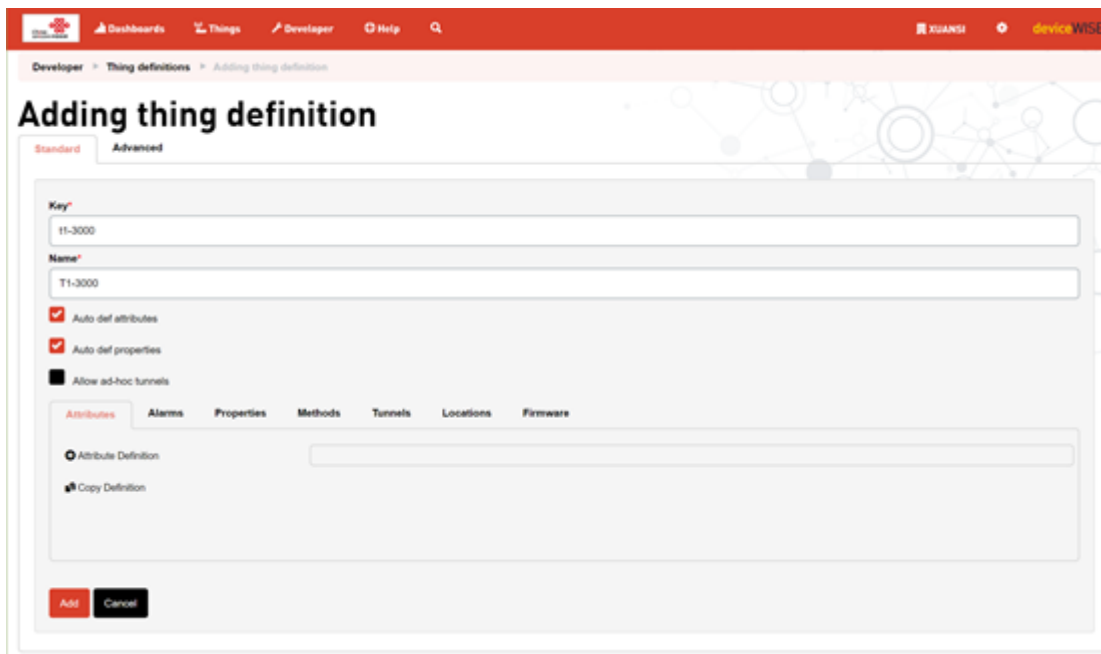 Dashboards Things Developer Help XUANSI deviceWISE
Developer Thing definitions Adding thing definition
Adding thing definition
Standard Advanced
Key*
t1-3000
Name*
T1-3000
Auto def attributes
Auto def properties
Allow ad-hoc tunnels
Attributes Alarms Properties Methods Tunnels Locations Firmware
Attribute Definition
Copy Definition
Add Cancel